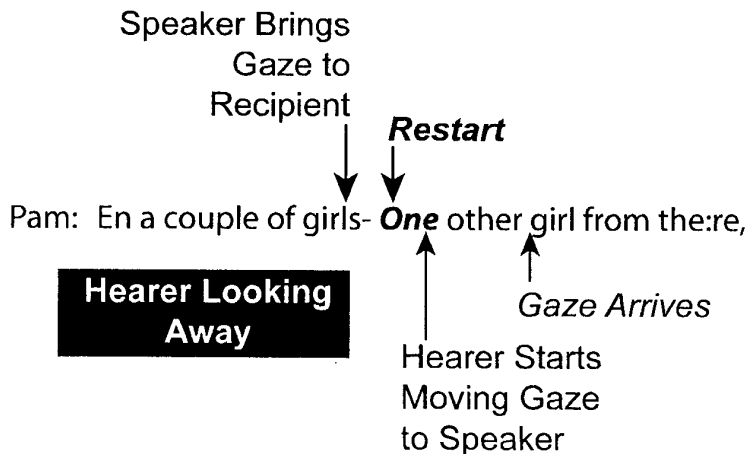 Speaker Brings
Gaze to
Recipient
Restart
Pam: En a couple of girls- One other girl from the:re,
Hearer Looking
Away
Gaze Arrives
Hearer Starts
Moving Gaze
to Speaker